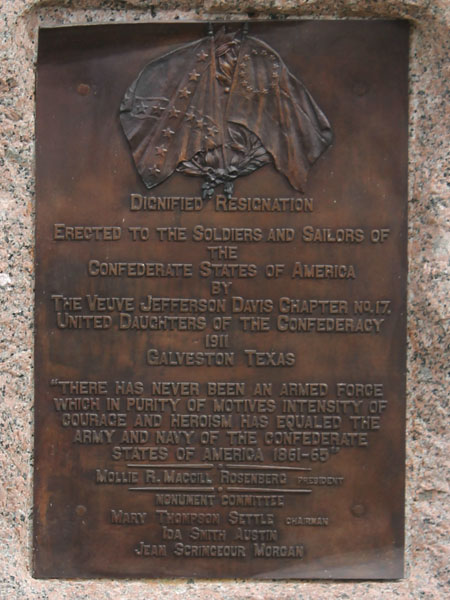 DIGNIFIED RESIGNATION
ERECTED TO THE SOLDIERS AND SAILORS OF
THE
CONFEDERATE STATES OF AMERICA
BY
THE VEUVE JEFFERSON DAVIS CHAPTER NO. 17.
UNITED DAUGHTERS OF THE CONFEDERACY
1911
GALVESTON TEXAS
"THERE HAS NEVER BEEN AN ARMED FORCE
WHICH IN PURITY OF MOTIVES INTENSITY OF
COURAGE AND HEROISM HAS EQUALED THE
ARMY AND NAVY OF THE CONFEDERATE
STATES OF AMERICA 1861-65"
MOLLIE R. MACGILL ROSENBERG PRESIDENT
MONUMENT COMMITTEE
MARY THOMPSON SETTLE CHAIRMAN
IDA SMITH AUSTIN
JEAN SCRINGEOUR MORGAN